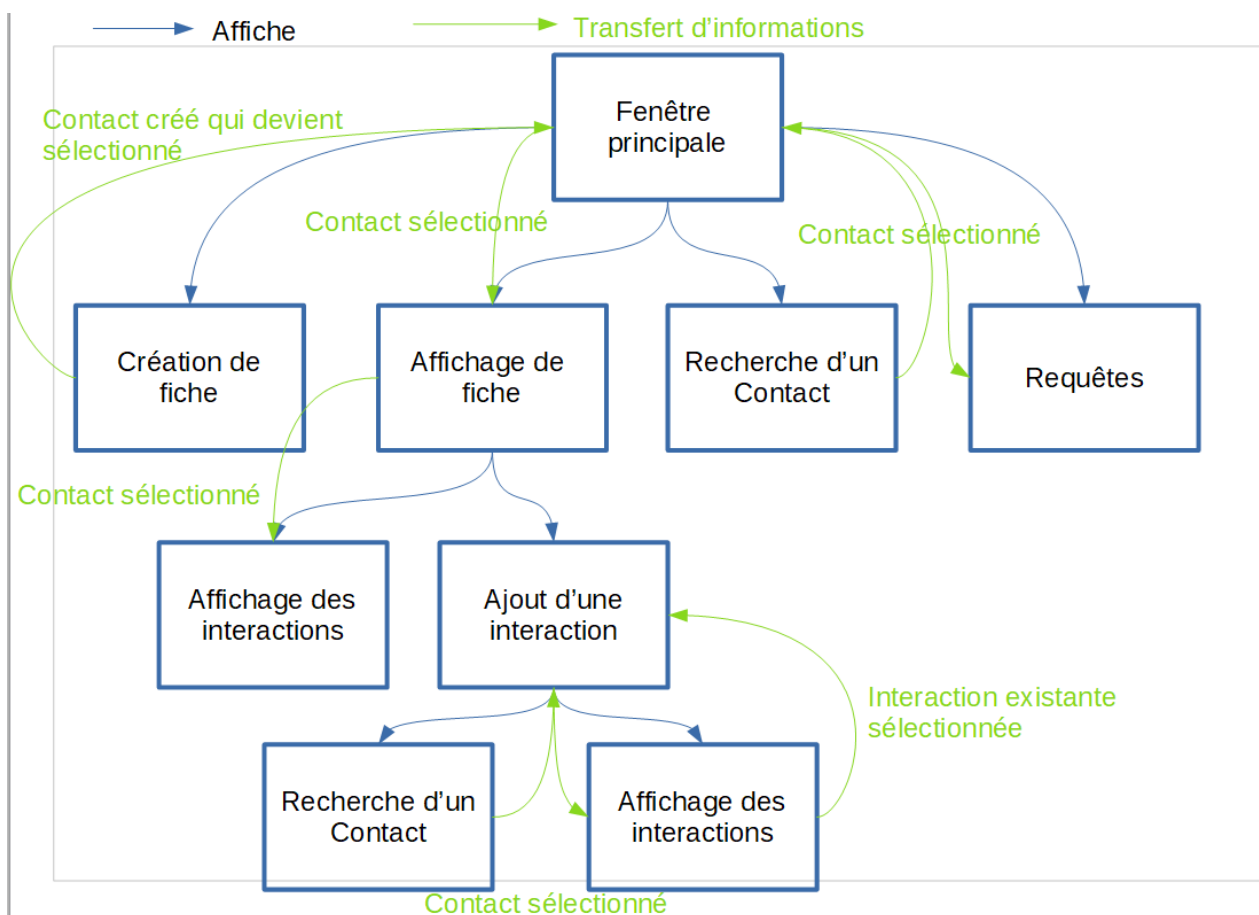 Affiche
Transfert d'informations
Fenêtre
principale
Contact créé qui devient
sélectionné
Contact sélectionné
Contact sélectionné
Création de
fiche
Affichage de
fiche
Recherche d'un
Contact
Requêtes
Contact sélectionné
Affichage des
interactions
Ajout d'une
interaction
Interaction existante
sélectionnée
Recherche d'un
Contact
Affichage des
interactions
Contact sélectionné